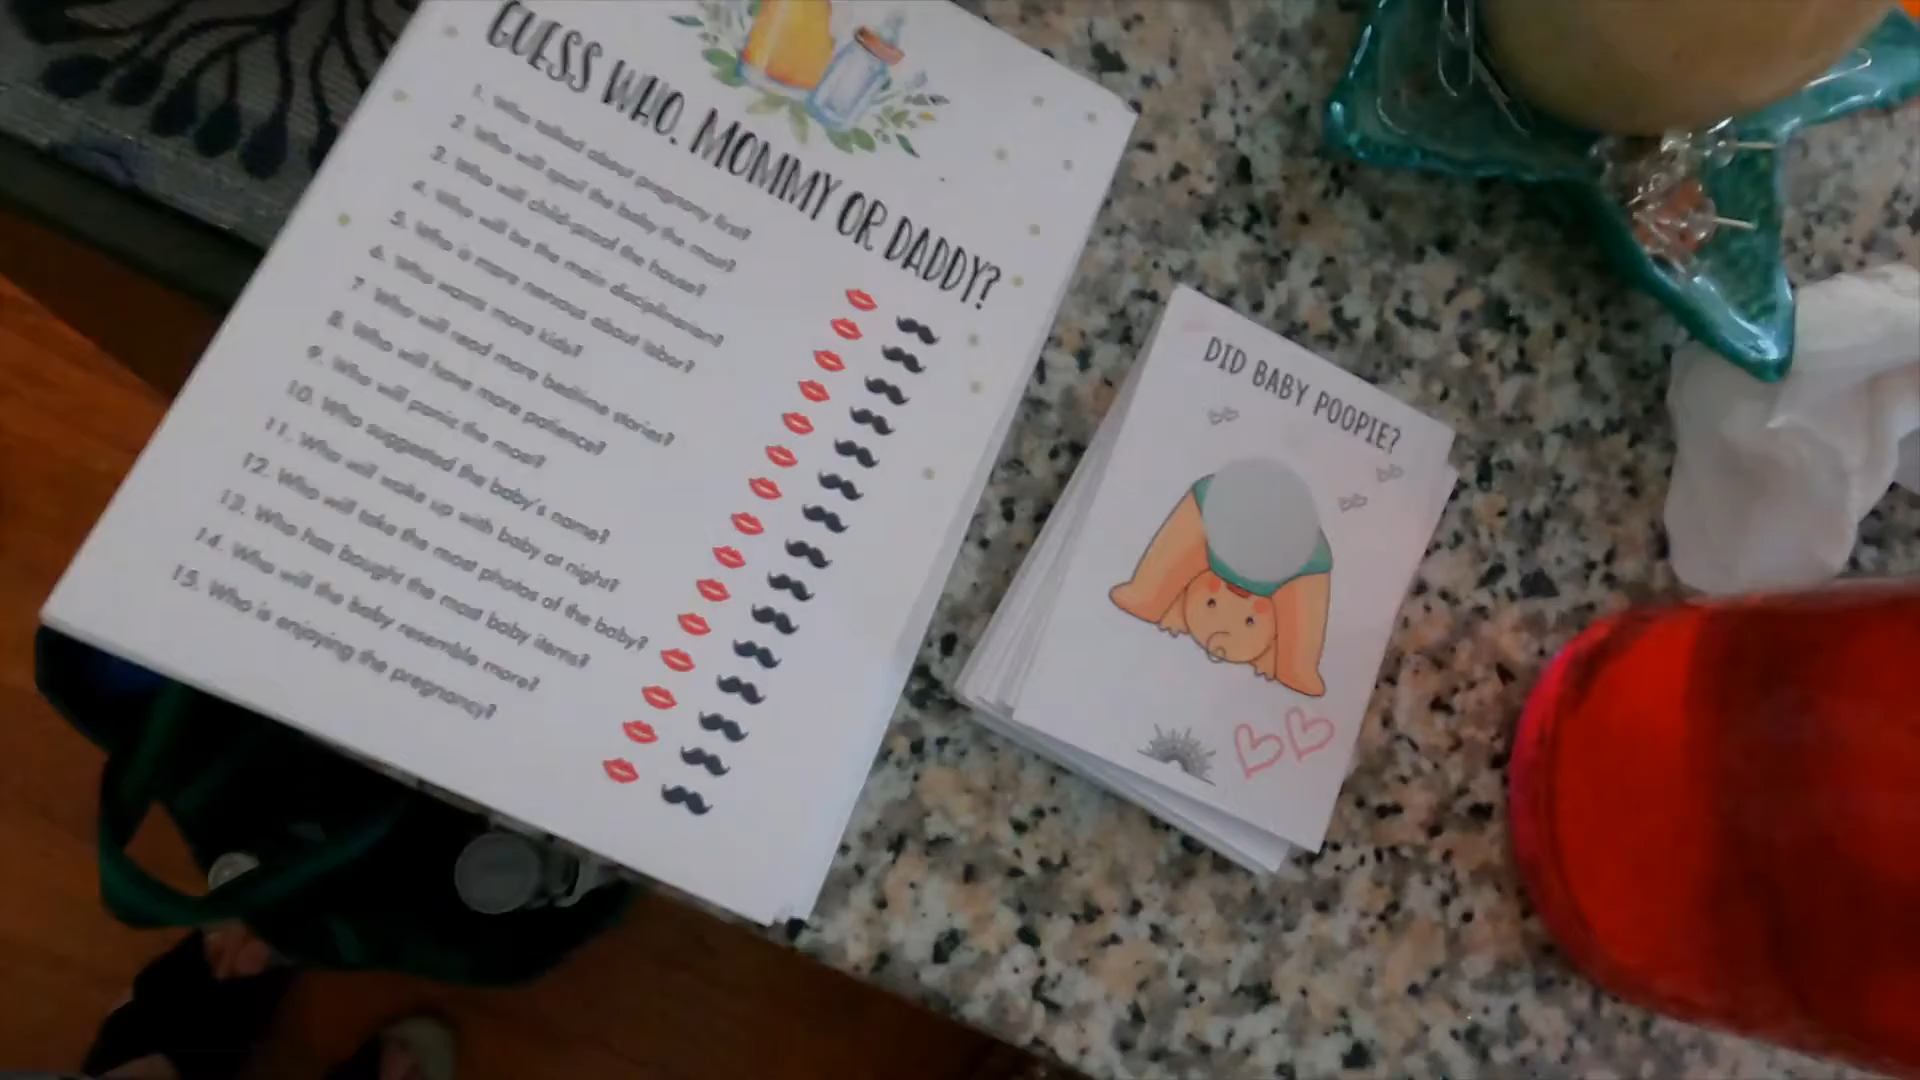 GUESS WHO, MOMMY OR DADDY?
1. Who talked about pregnancy first?
2. Who will spoil the baby the most?
3. Who will child-proof the house?
4. Who will be the main disciplinarian?
5. Who is more nervous about labor?
6. Who wants more kids?
7. Who will read more bedtime stories?
8. Who will have more patience?
9. Who will panic the most?
10. Who suggested the baby's name?
11. Who will wake up with baby at night?
12. Who will take the most photos of the baby?
13. Who has bought the most baby items?
14. Who will the baby resemble more?
15. Who is enjoying the pregnancy?
DID BABY POOPIE?